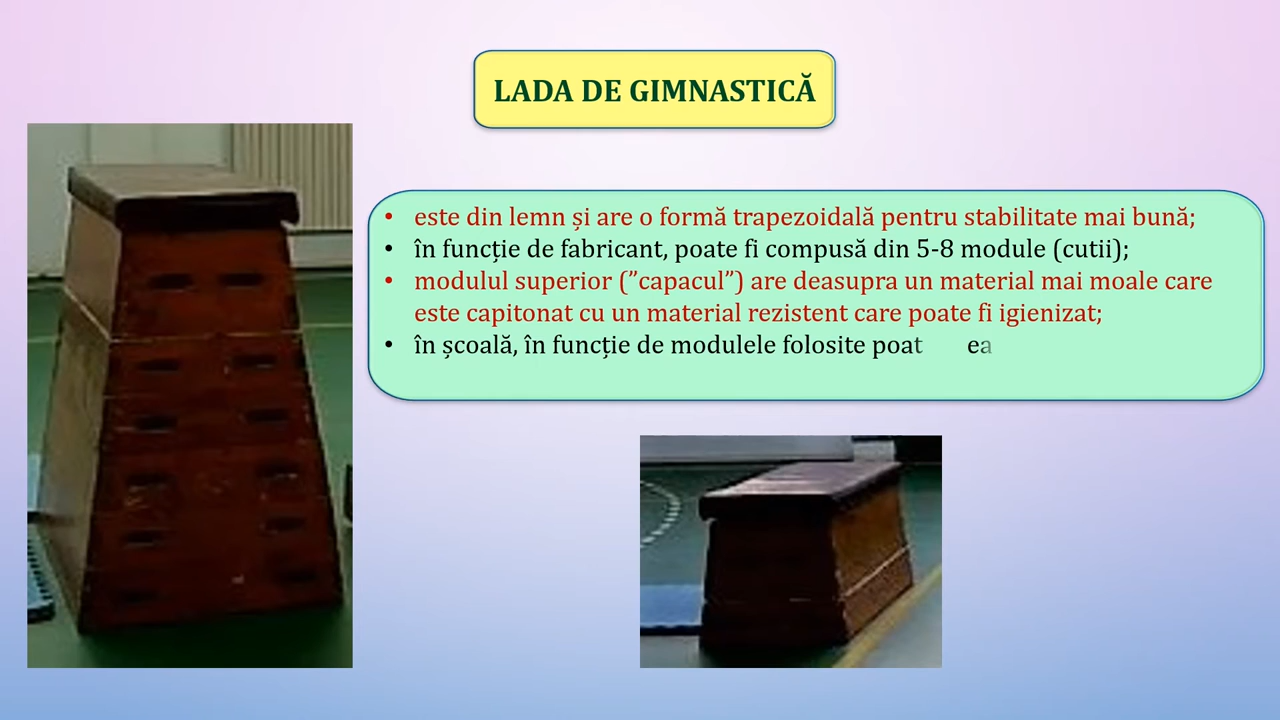 LADA DE GIMNASTICĂ
• este din lemn și are o formă trapezoidală pentru stabilitate mai bună;
• în funcție de fabricant, poate fi compusă din 5-8 module (cutii);
• modulul superior (”capacul”) are deasupra un material mai moale care
este capitonat cu un material rezistent care poate fi igienizat;
• în școală, în funcție de modulele folosite poat